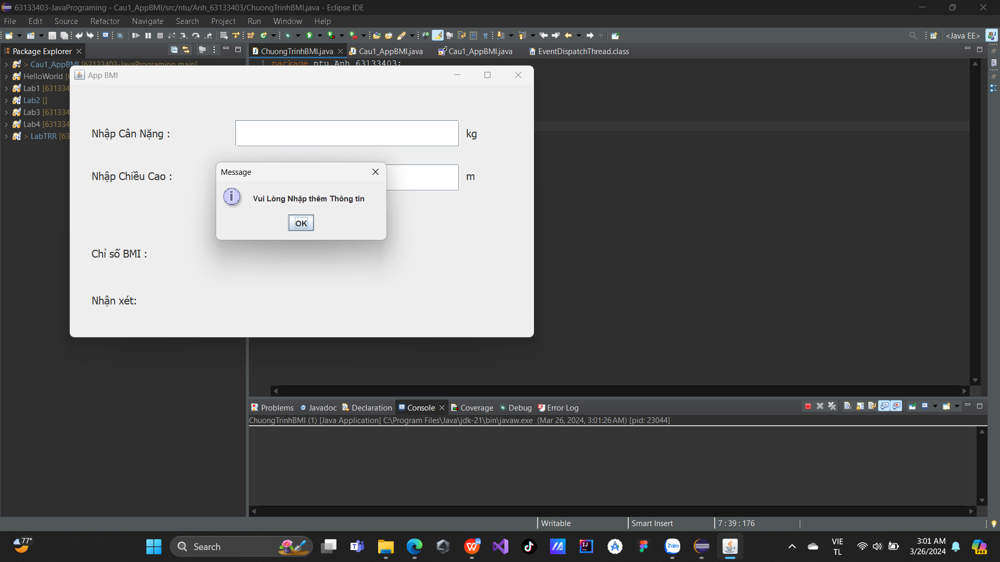 63133403-JavaPrograming - Cau1_AppBMI/src/ntu/Anh_63133403/ChuongTrinhBMI.java - Eclipse IDE
File Edit Source Refactor Navigate Search Project Run Window Help
<Java EE>
Package Explorer
ChuongTrinhBMI.java Cau1_AppBMI.java Cau1_AppBMI.java EventDispatchThread.class
> Cau1_AppBMI [63133403-JavaPrograming main]
1 package ntu.Anh_63133403;
HelloWorld [6
Lab1 [631334
Lab2 []
Lab3 [631334
Lab4 [631334
> LabTRR [63
App BMI
Nhập Cân Nặng :
kg
Nhập Chiều Cao :
m
Message
Vui Lòng Nhập thêm Thông tin
OK
Chỉ số BMI :
Nhận xét:
Problems Javadoc Declaration Console Coverage Debug Error Log
ChuongTrinhBMI (1) [Java Application] C:\Program Files\Java\jdk-21\bin\javaw.exe (Mar 26, 2024, 3:01:26 AM) [pid: 23044]
Writable
Smart Insert
7 : 39 : 176
77°
Search
Zalo
VIE
TL
3:01 AM
3/26/2024
PRE